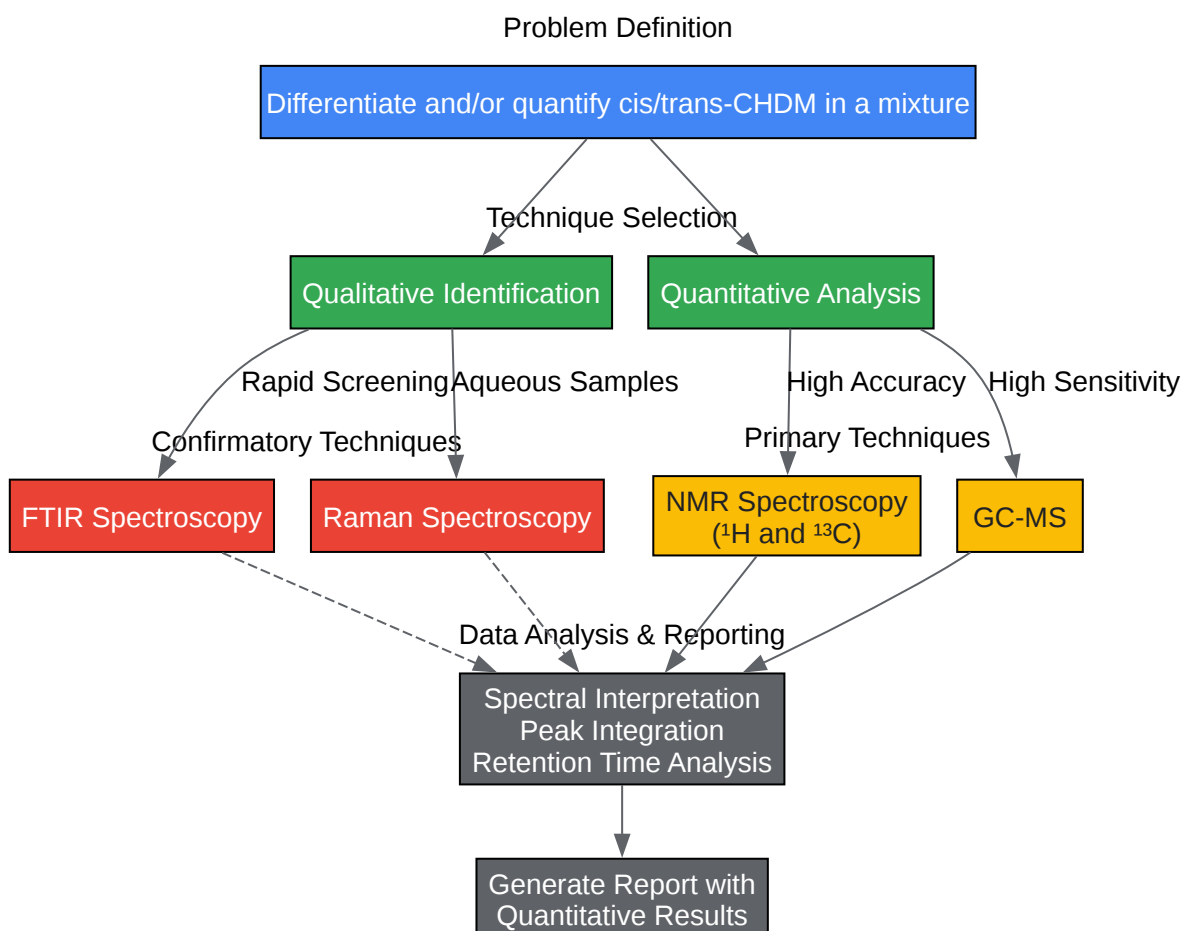 Problem Definition
Differentiate and/or quantify cis/trans-CHDM in a mixture
Technique Selection
Qualitative Identification
Quantitative Analysis
Rapid Screening
Aqueous Samples
High Accuracy
High Sensitivity
Confirmatory Techniques
Primary Techniques
FTIR Spectroscopy
Raman Spectroscopy
NMR Spectroscopy
(¹H and ¹³C)
GC-MS
Data Analysis & Reporting
Spectral Interpretation
Peak Integration
Retention Time Analysis
Generate Report with
Quantitative Results